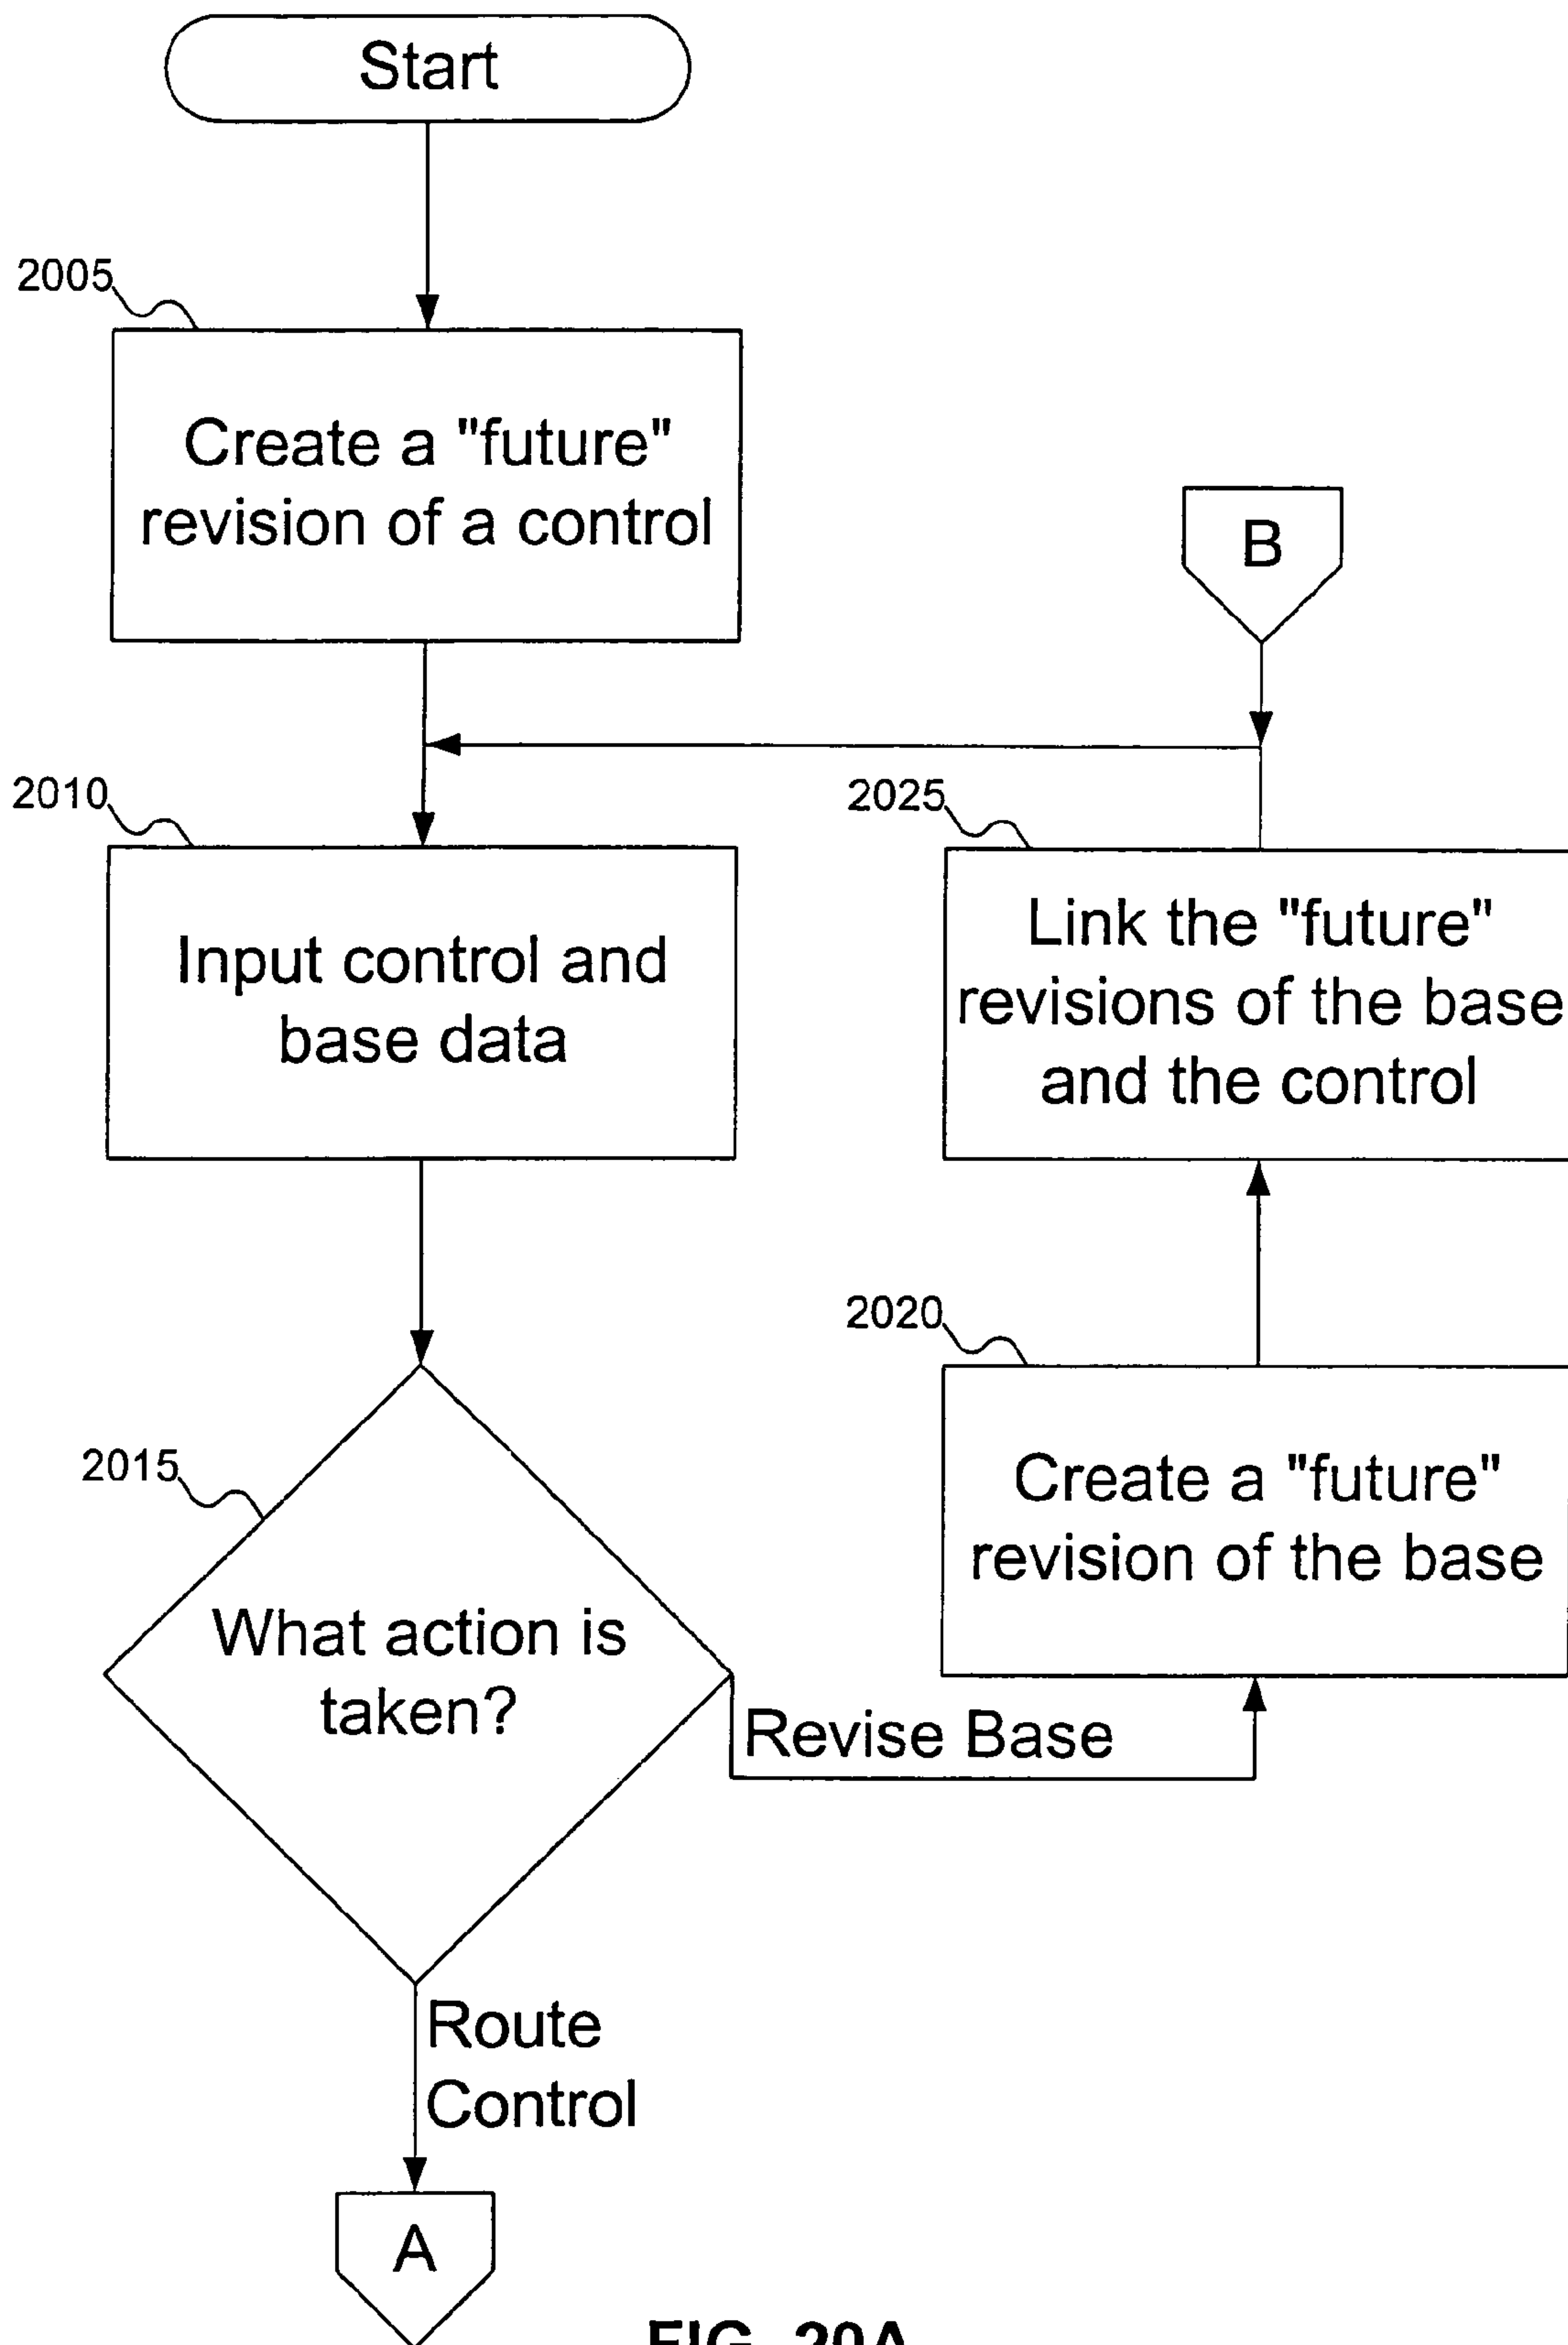 Start
2005
Create a "future"
revision of a control
B
2010
Input control and
base data
2025
Link the "future"
revisions of the base
and the control
2020
Create a "future"
revision of the base
2015
What action is
taken?
Revise Base
Route
Control
A
FIG. 20A